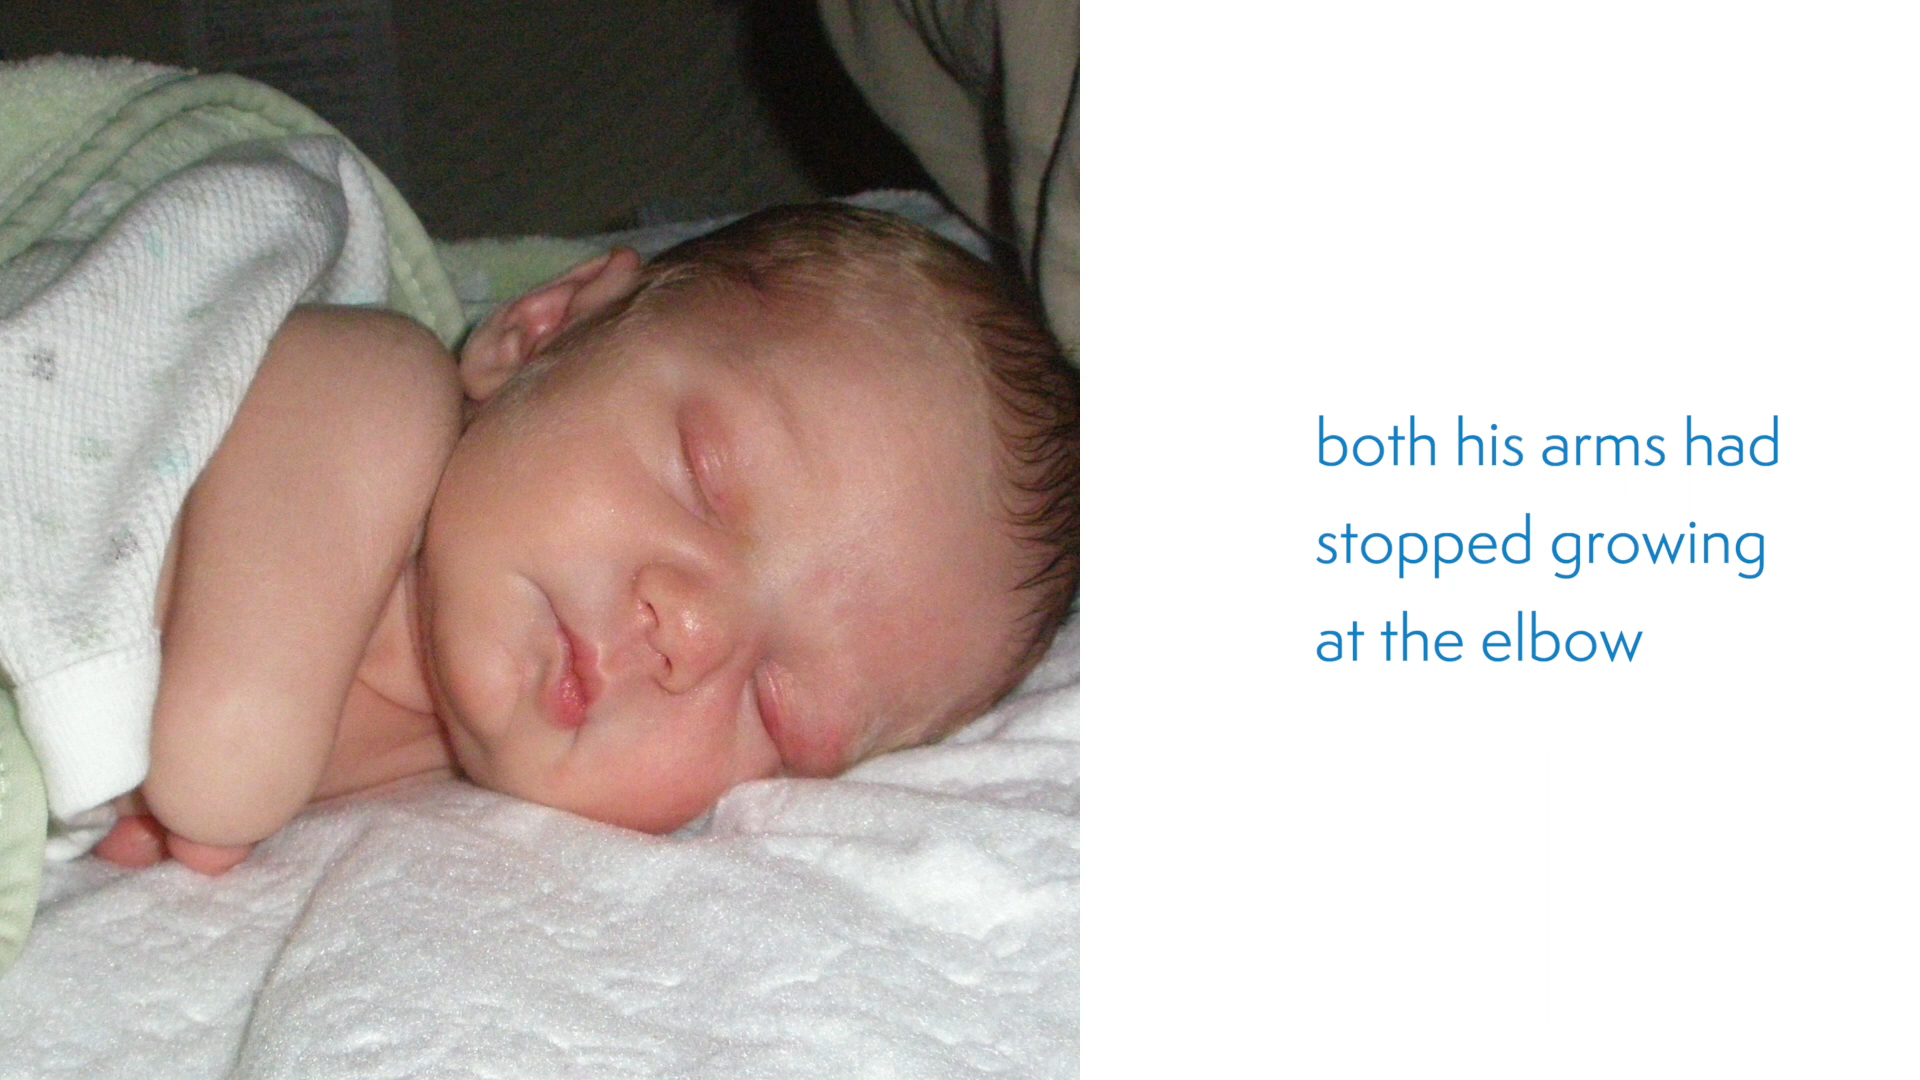 both his arms had
stopped growing
at the elbow